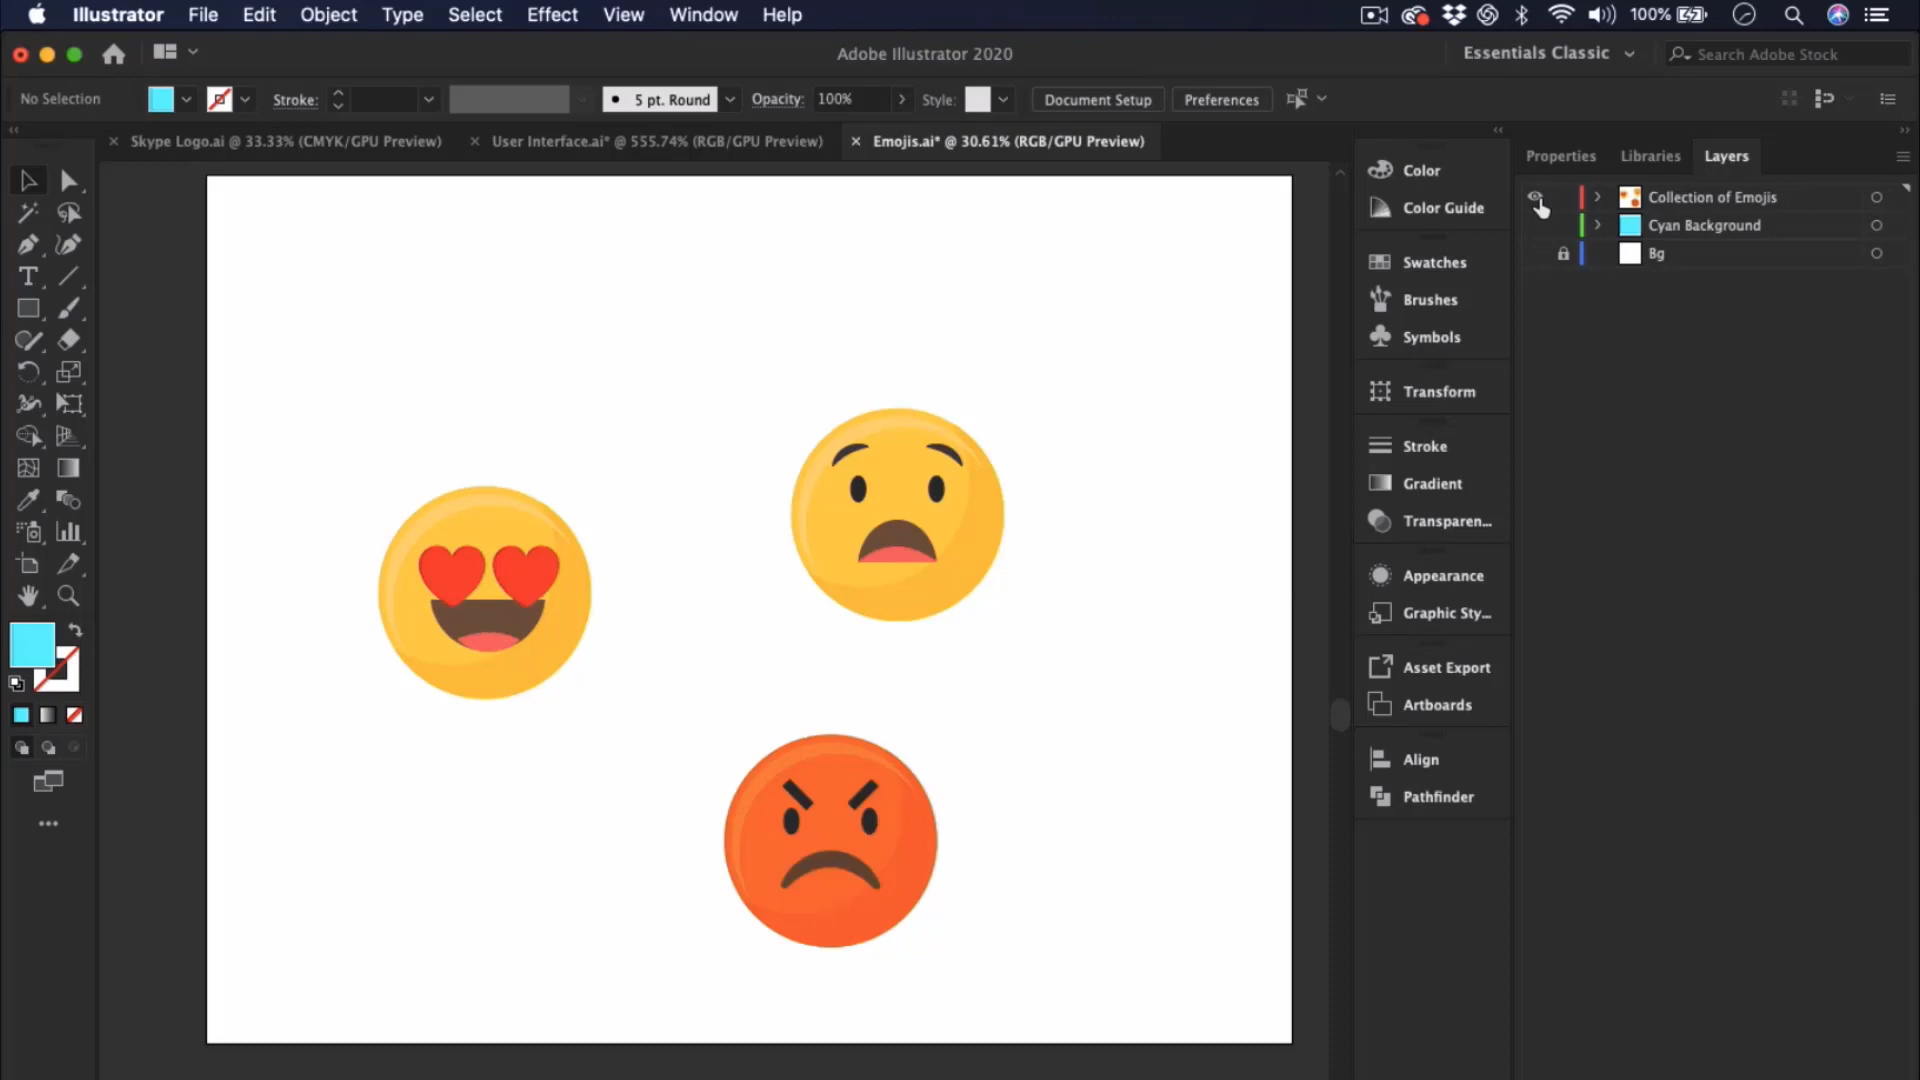 Illustrator File Edit Object Type Select Effect View Window Help 100%
Adobe Illustrator 2020 Essentials Classic Search Adobe Stock
No Selection Stroke: 5 pt. Round Opacity: 100% Style: Document Setup Preferences
Skype Logo.ai @ 33.33% (CMYK/GPU Preview) User Interface.ai* @ 555.74% (RGB/GPU Preview) Emojis.ai* @ 30.61% (RGB/GPU Preview)
Properties Libraries Layers
Collection of Emojis
Cyan Background
Bg
Color
Color Guide
Swatches
Brushes
Symbols
Transform
Stroke
Gradient
Transparen...
Appearance
Graphic Sty...
Asset Export
Artboards
Align
Pathfinder